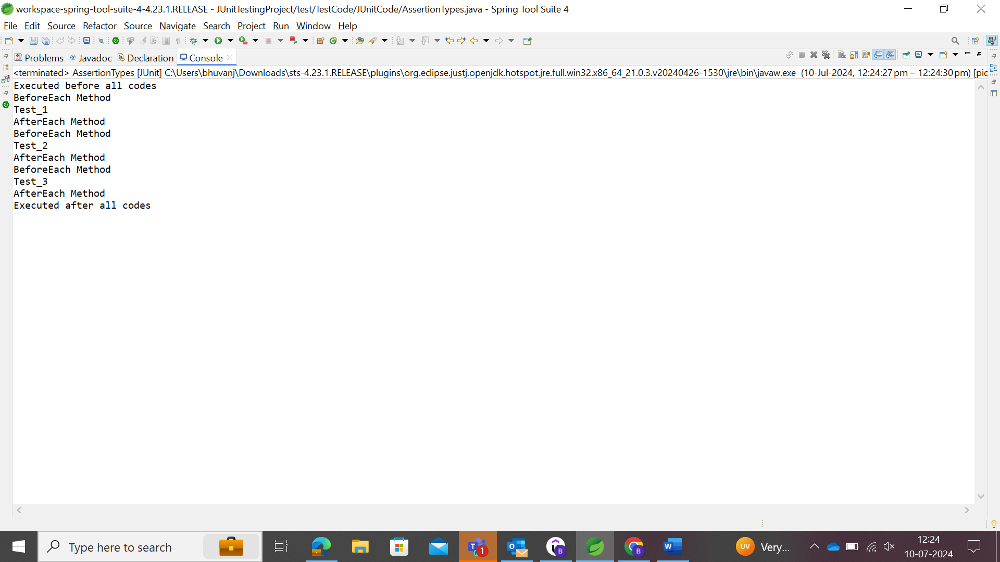 workspace-spring-tool-suite-4-4.23.1.RELEASE - JUnitTestingProject/test/TestCode/JUnitCode/AssertionTypes.java - Spring Tool Suite 4
File Edit Source Refactor Source Navigate Search Project Run Window Help
Problems @ Javadoc Declaration Console
<terminated> AssertionTypes [JUnit] C:\Users\bhuvanj\Downloads\sts-4.23.1.RELEASE\plugins\org.eclipse.justj.openjdk.hotspot.jre.full.win32.x86_64_21.0.3.v20240426-1530\jre\bin\javaw.exe (10-Jul-2024, 12:24:27 pm – 12:24:30 pm) [pic
Executed before all codes
BeforeEach Method
Test_1
AfterEach Method
BeforeEach Method
Test_2
AfterEach Method
BeforeEach Method
Test_3
AfterEach Method
Executed after all codes
Type here to search
1
B
B
W
UV
Very...
12:24
10-07-2024